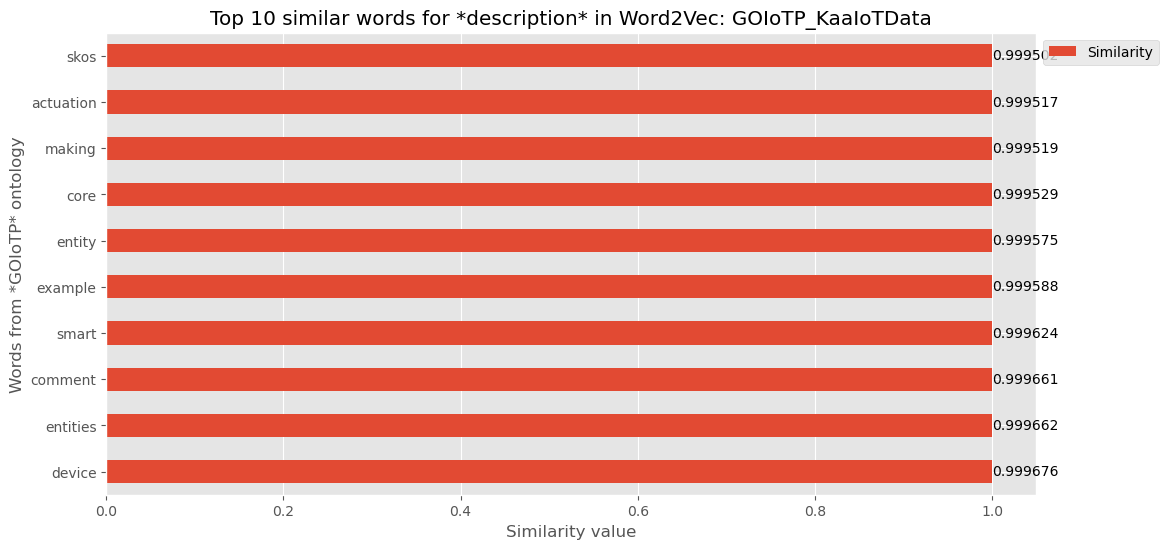 Top 10 similar words for *description* in Word2Vec: GOIoTP_KaaIoTData
Similarity
skos 0.999502
actuation 0.999517
making 0.999519
core 0.999529
entity 0.999575
example 0.999588
smart 0.999624
comment 0.999661
entities 0.999662
device 0.999676
0.0 0.2 0.4 0.6 0.8 1.0
Similarity value
Words from *GOIoTP* ontology